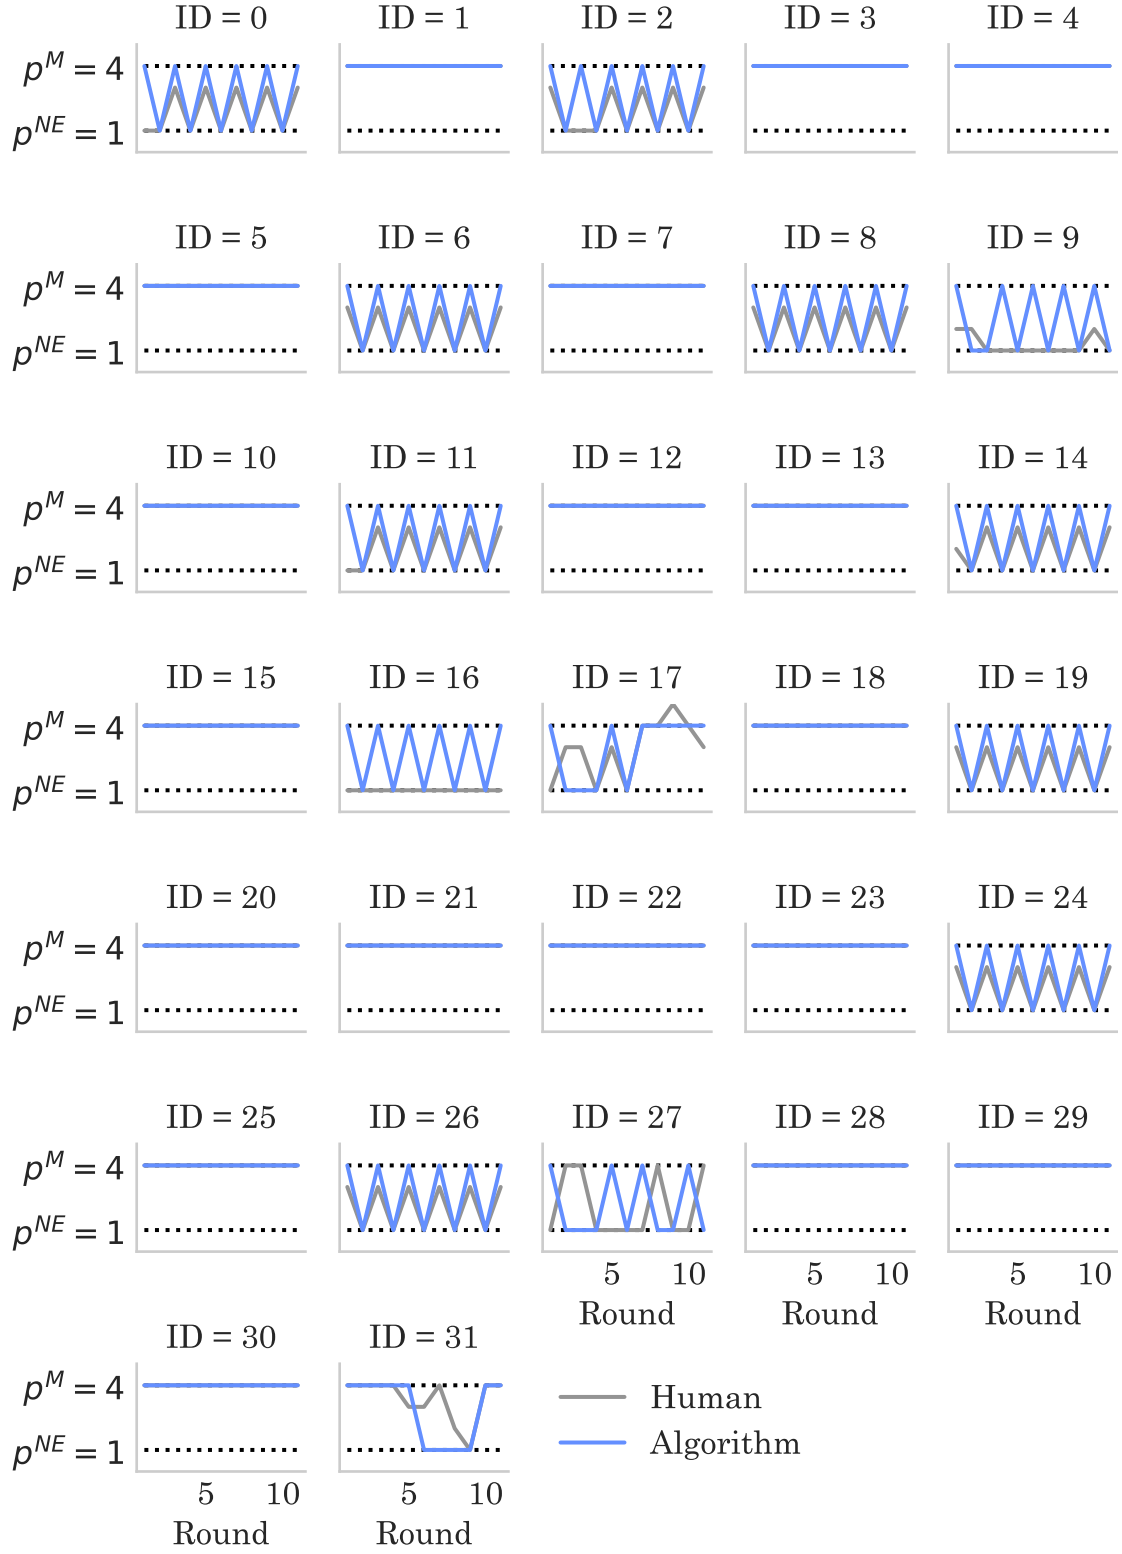 ID = 0 ID = 1 ID = 2 ID = 3 ID = 4
p^M = 4
p^NE = 1
ID = 5 ID = 6 ID = 7 ID = 8 ID = 9
p^M = 4
p^NE = 1
ID = 10 ID = 11 ID = 12 ID = 13 ID = 14
p^M = 4
p^NE = 1
ID = 15 ID = 16 ID = 17 ID = 18 ID = 19
p^M = 4
p^NE = 1
ID = 20 ID = 21 ID = 22 ID = 23 ID = 24
p^M = 4
p^NE = 1
ID = 25 ID = 26 ID = 27 ID = 28 ID = 29
p^M = 4
p^NE = 1
5 10 5 10 5 10
Round Round Round
ID = 30 ID = 31
p^M = 4
p^NE = 1
Human
Algorithm
5 10 5 10
Round Round